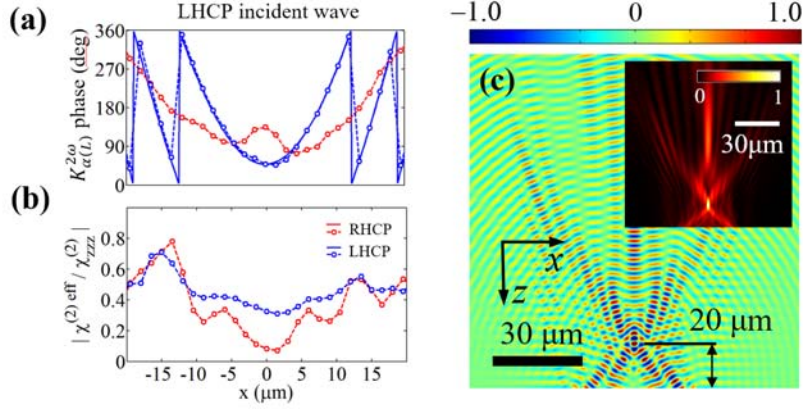 (a)
LHCP incident wave
K^{2ω}_{α(L)} phase (deg)
360
270
180
90
0
(b)
| χ^{(2) eff} / χ^{(2)}_{zzz} |
0.8
0.6
0.4
0.2
0
RHCP
LHCP
-15 -10 -5 0 5 10 15
x (μm)
−1.0 0 1.0
(c)
0 1
30μm
x
z
30 μm
20 μm